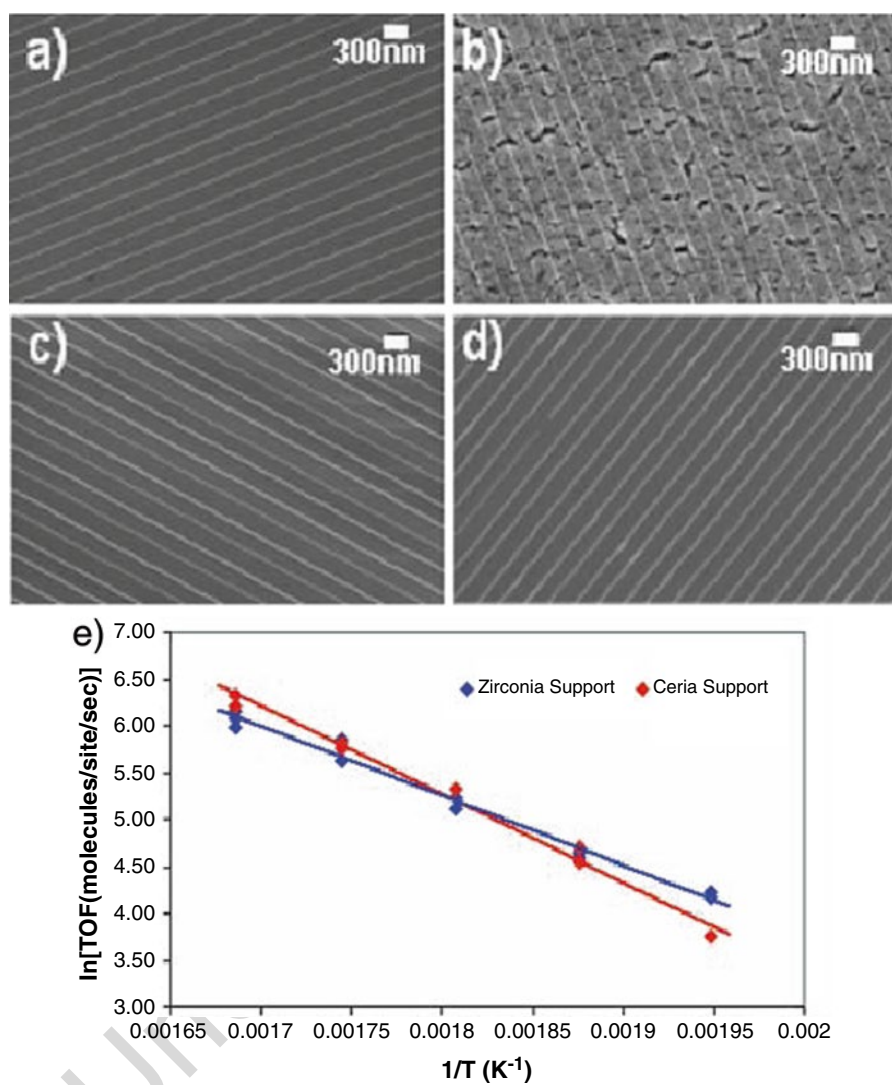 a)
300nm
b)
300nm
c)
300nm
d)
300nm
e)
7.00
6.50
6.00
5.50
5.00
4.50
4.00
3.50
3.00
ln[TOF(molecules/site/sec)]
Zirconia Support
Ceria Support
0.00165
0.0017
0.00175
0.0018
0.00185
0.0019
0.00195
0.002
1/T (K⁻¹)